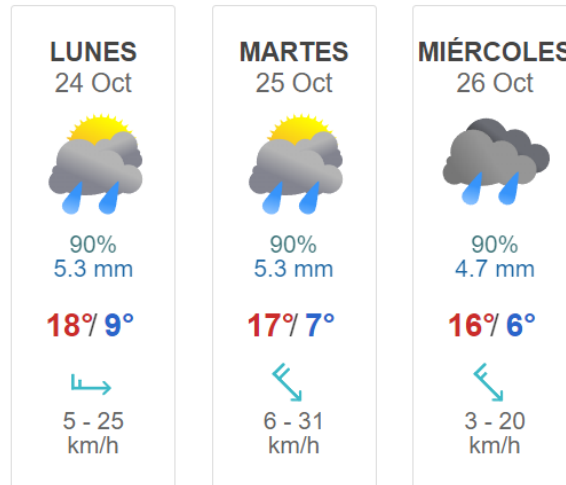 LUNES
24 Oct
90%
5.3 mm
18°/ 9°
5 - 25
km/h
MARTES
25 Oct
90%
5.3 mm
17°/ 7°
6 - 31
km/h
MIÉRCOLES
26 Oct
90%
4.7 mm
16°/ 6°
3 - 20
km/h